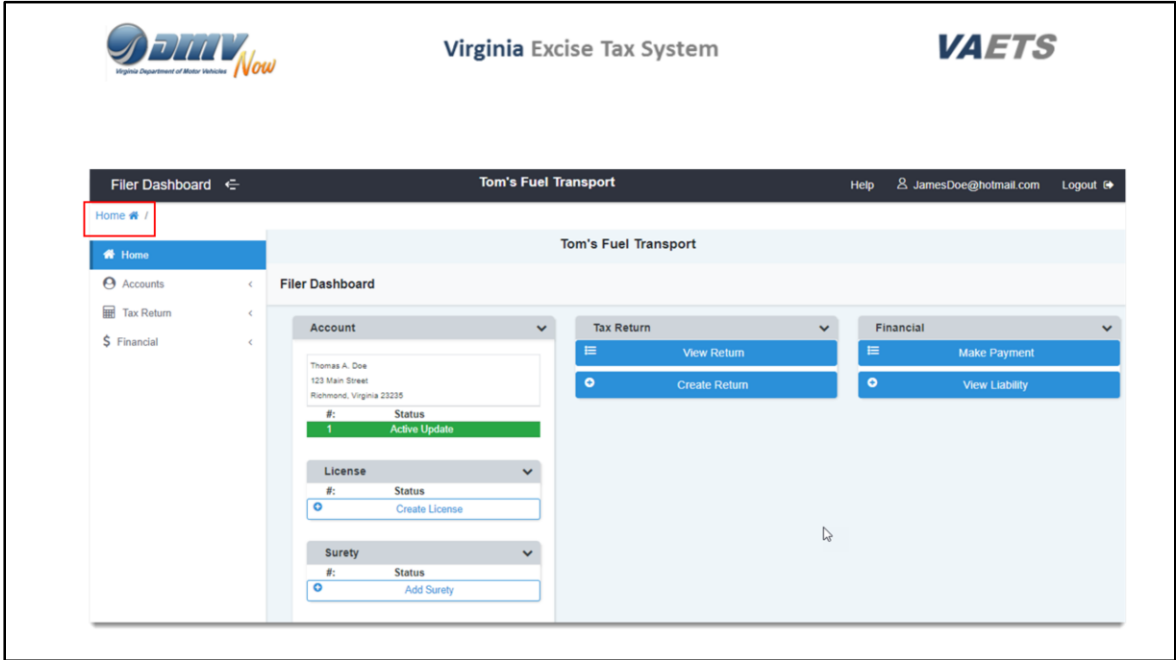 DMV Now
Virginia Department of Motor Vehicles
Virginia Excise Tax System
VAETS
Filer Dashboard
Tom's Fuel Transport
Help
JamesDoe@hotmail.com
Logout
Home /
Home
Accounts
Tax Return
$ Financial
Tom's Fuel Transport
Filer Dashboard
Account
Thomas A. Doe
123 Main Street
Richmond, Virginia 23235
#: Status
1 Active Update
License
#: Status
Create License
Surety
#: Status
Add Surety
Tax Return
View Return
Create Return
Financial
Make Payment
View Liability